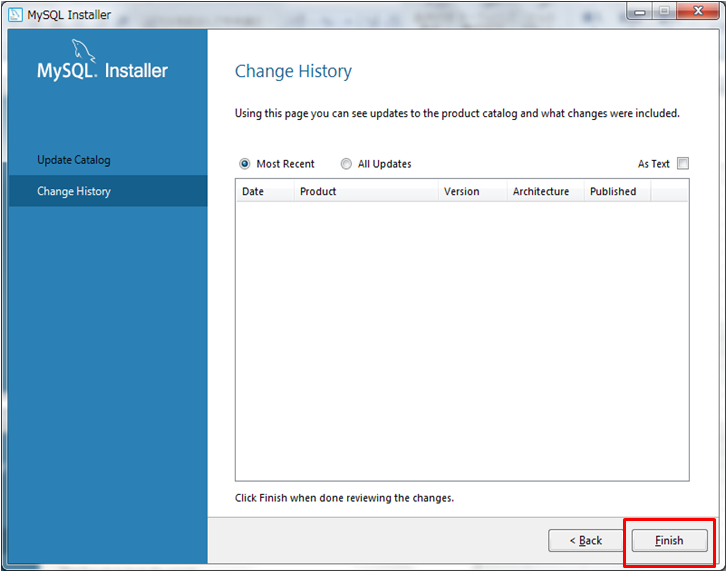 MySQL Installer
MySQL. Installer
Update Catalog
Change History
Change History
Using this page you can see updates to the product catalog and what changes were included.
Most Recent All Updates As Text
Date Product Version Architecture Published
Click Finish when done reviewing the changes.
< Back Finish